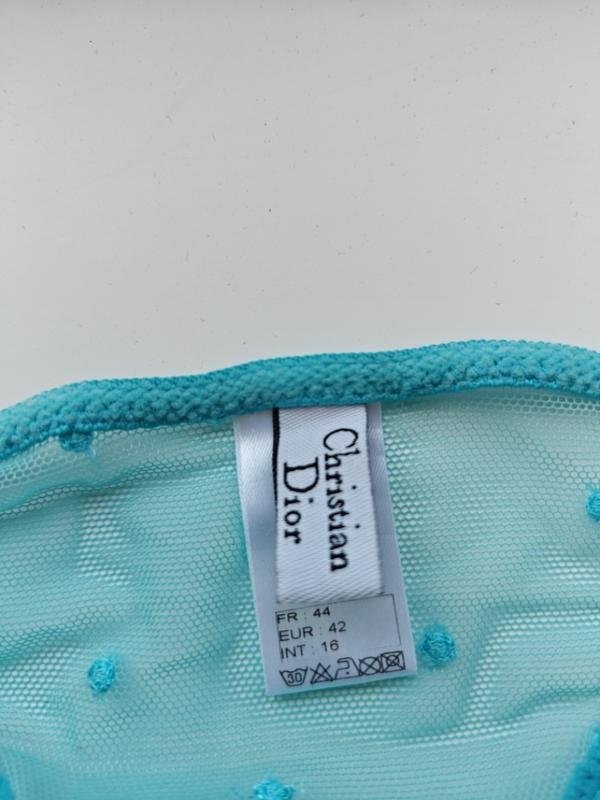 Christian
Dior
FR : 44
EUR : 42
INT : 16
30